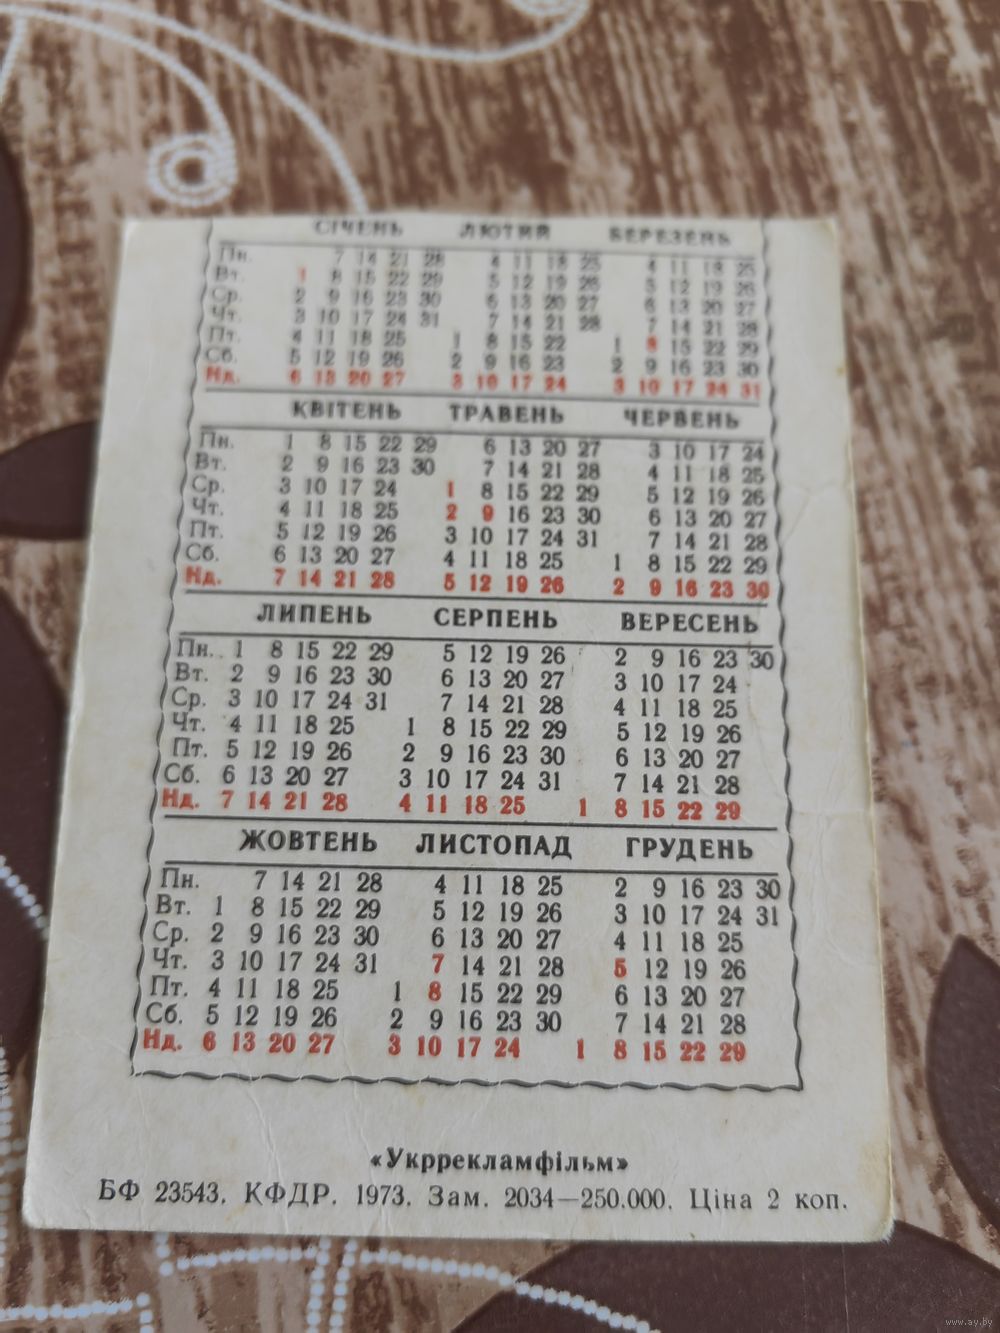 СІЧЕНЬ ЛЮТИЙ БЕРЕЗЕНЬ
Пн. 7 14 21 28 4 11 18 25 4 11 18 25
Вт. 1 8 15 22 29 5 12 19 26 5 12 19 26
Ср. 2 9 16 23 30 6 13 20 27 6 13 20 27
Чт. 3 10 17 24 31 7 14 21 28 7 14 21 28
Пт. 4 11 18 25 1 8 15 22 1 8 15 22 29
Сб. 5 12 19 26 2 9 16 23 2 9 16 23 30
Нд. 6 13 20 27 3 10 17 24 3 10 17 24 31
КВІТЕНЬ ТРАВЕНЬ ЧЕРВЕНЬ
Пн. 1 8 15 22 29 6 13 20 27 3 10 17 24
Вт. 2 9 16 23 30 7 14 21 28 4 11 18 25
Ср. 3 10 17 24 1 8 15 22 29 5 12 19 26
Чт. 4 11 18 25 2 9 16 23 30 6 13 20 27
Пт. 5 12 19 26 3 10 17 24 31 7 14 21 28
Сб. 6 13 20 27 4 11 18 25 1 8 15 22 29
Нд. 7 14 21 28 5 12 19 26 2 9 16 23 30
ЛИПЕНЬ СЕРПЕНЬ ВЕРЕСЕНЬ
Пн. 1 8 15 22 29 5 12 19 26 2 9 16 23 30
Вт. 2 9 16 23 30 6 13 20 27 3 10 17 24
Ср. 3 10 17 24 31 7 14 21 28 4 11 18 25
Чт. 4 11 18 25 1 8 15 22 29 5 12 19 26
Пт. 5 12 19 26 2 9 16 23 30 6 13 20 27
Сб. 6 13 20 27 3 10 17 24 31 7 14 21 28
Нд. 7 14 21 28 4 11 18 25 1 8 15 22 29
ЖОВТЕНЬ ЛИСТОПАД ГРУДЕНЬ
Пн. 7 14 21 28 4 11 18 25 2 9 16 23 30
Вт. 1 8 15 22 29 5 12 19 26 3 10 17 24 31
Ср. 2 9 16 23 30 6 13 20 27 4 11 18 25
Чт. 3 10 17 24 31 7 14 21 28 5 12 19 26
Пт. 4 11 18 25 1 8 15 22 29 6 13 20 27
Сб. 5 12 19 26 2 9 16 23 30 7 14 21 28
Нд. 6 13 20 27 3 10 17 24 1 8 15 22 29
«Укррекламфільм»
БФ 23543. КФДР. 1973. Зам. 2034—250.000. Ціна 2 коп.
www.ay.by